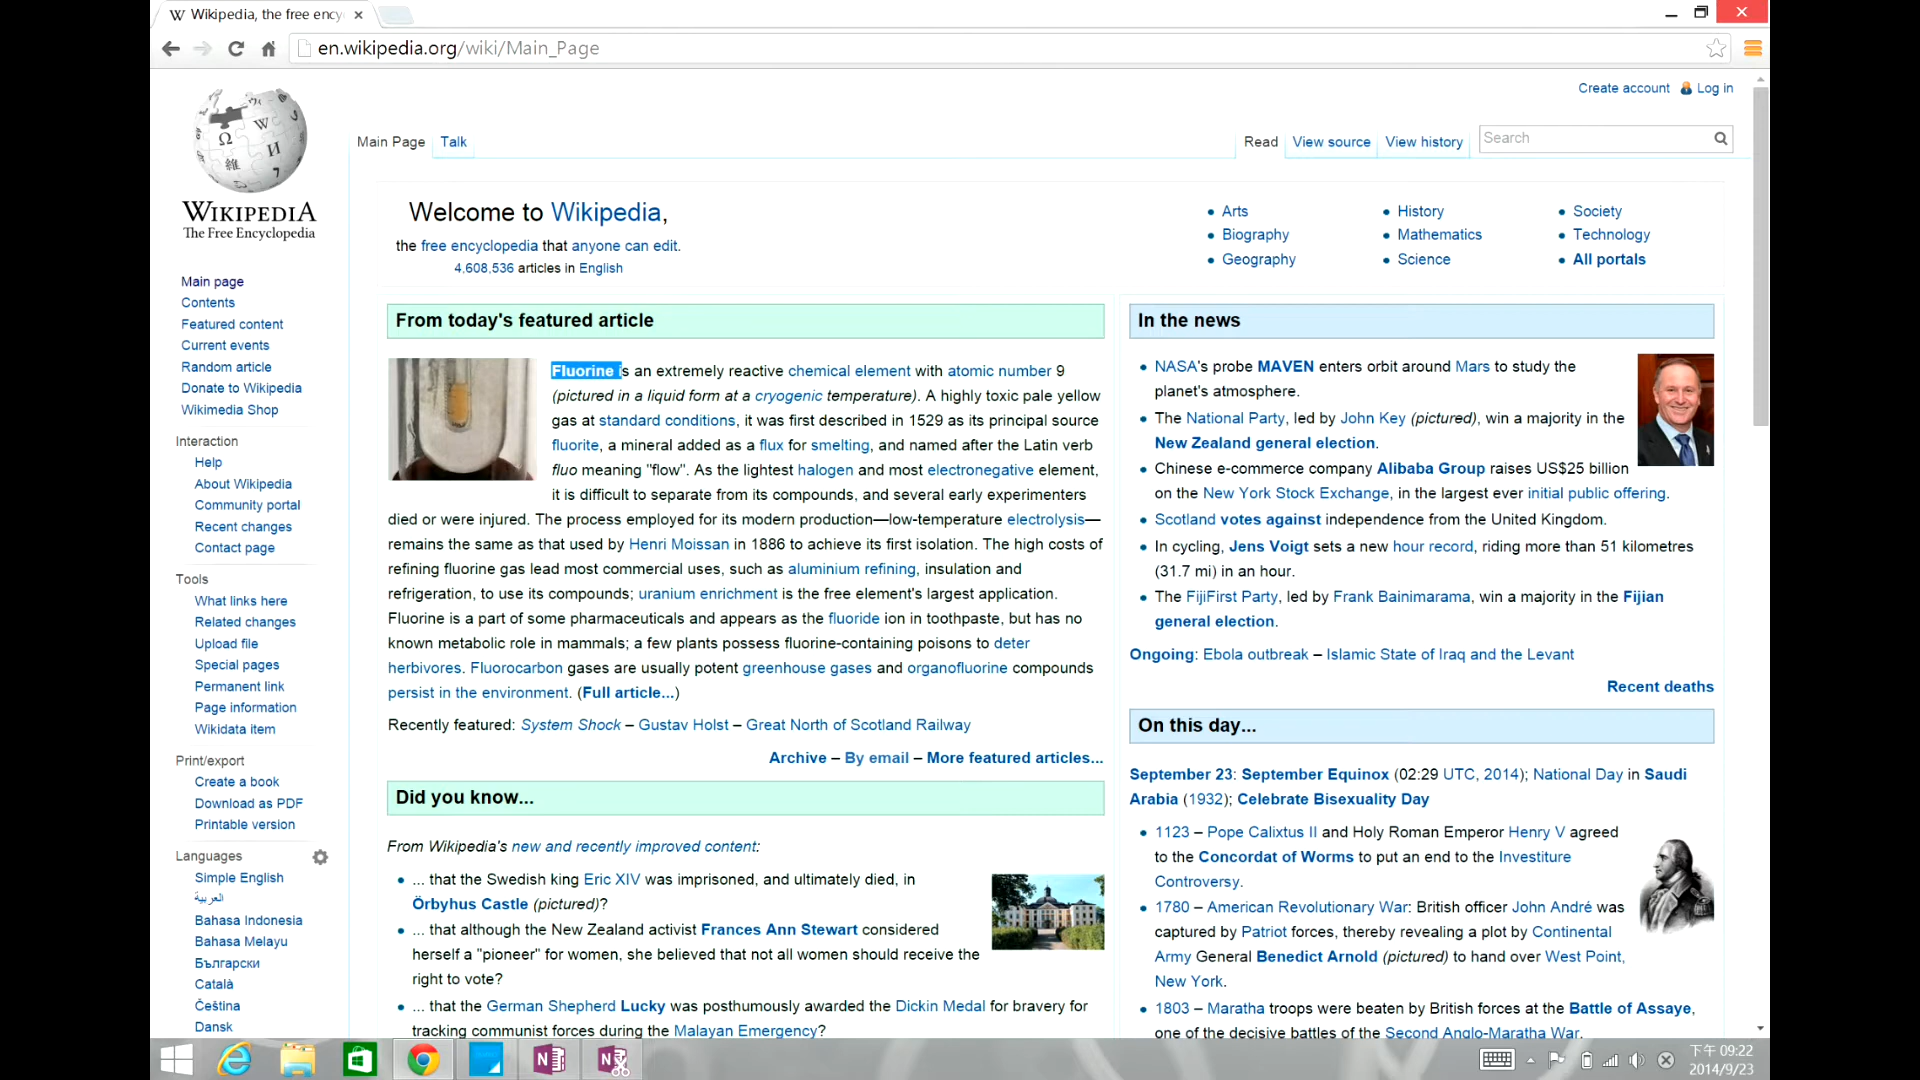 Wikipedia, the free ency
en.wikipedia.org/wiki/Main_Page
Create account Log in
Main Page Talk Read View source View history Search
WIKIPEDIA
The Free Encyclopedia
Welcome to Wikipedia,
the free encyclopedia that anyone can edit.
4,608,536 articles in English
Arts
Biography
Geography
History
Mathematics
Science
Society
Technology
All portals
Main page
Contents
Featured content
Current events
Random article
Donate to Wikipedia
Wikimedia Shop
Interaction
Help
About Wikipedia
Community portal
Recent changes
Contact page
Tools
What links here
Related changes
Upload file
Special pages
Permanent link
Page information
Wikidata item
Print/export
Create a book
Download as PDF
Printable version
Languages
Simple English
العربية
Bahasa Indonesia
Bahasa Melayu
Български
Català
Čeština
Dansk
From today's featured article
Fluorine is an extremely reactive chemical element with atomic number 9
(pictured in a liquid form at a cryogenic temperature). A highly toxic pale yellow
gas at standard conditions, it was first described in 1529 as its principal source
fluorite, a mineral added as a flux for smelting, and named after the Latin verb
fluo meaning "flow". As the lightest halogen and most electronegative element,
it is difficult to separate from its compounds, and several early experimenters
died or were injured. The process employed for its modern production—low-temperature electrolysis—
remains the same as that used by Henri Moissan in 1886 to achieve its first isolation. The high costs of
refining fluorine gas lead most commercial uses, such as aluminium refining, insulation and
refrigeration, to use its compounds; uranium enrichment is the free element's largest application.
Fluorine is a part of some pharmaceuticals and appears as the fluoride ion in toothpaste, but has no
known metabolic role in mammals; a few plants possess fluorine-containing poisons to deter
herbivores. Fluorocarbon gases are usually potent greenhouse gases and organofluorine compounds
persist in the environment. (Full article...)
Recently featured: System Shock – Gustav Holst – Great North of Scotland Railway
Archive – By email – More featured articles...
Did you know...
From Wikipedia's new and recently improved content:
... that the Swedish king Eric XIV was imprisoned, and ultimately died, in
Örbyhus Castle (pictured)?
... that although the New Zealand activist Frances Ann Stewart considered
herself a "pioneer" for women, she believed that not all women should receive the
right to vote?
... that the German Shepherd Lucky was posthumously awarded the Dickin Medal for bravery for
tracking communist forces during the Malayan Emergency?
In the news
NASA's probe MAVEN enters orbit around Mars to study the
planet's atmosphere.
The National Party, led by John Key (pictured), win a majority in the
New Zealand general election.
Chinese e-commerce company Alibaba Group raises US$25 billion
on the New York Stock Exchange, in the largest ever initial public offering.
Scotland votes against independence from the United Kingdom.
In cycling, Jens Voigt sets a new hour record, riding more than 51 kilometres
(31.7 mi) in an hour.
The FijiFirst Party, led by Frank Bainimarama, win a majority in the Fijian
general election.
Ongoing: Ebola outbreak – Islamic State of Iraq and the Levant
Recent deaths
On this day...
September 23: September Equinox (02:29 UTC, 2014); National Day in Saudi
Arabia (1932); Celebrate Bisexuality Day
1123 – Pope Calixtus II and Holy Roman Emperor Henry V agreed
to the Concordat of Worms to put an end to the Investiture
Controversy.
1780 – American Revolutionary War: British officer John André was
captured by Patriot forces, thereby revealing a plot by Continental
Army General Benedict Arnold (pictured) to hand over West Point,
New York.
1803 – Maratha troops were beaten by British forces at the Battle of Assaye,
one of the decisive battles of the Second Anglo-Maratha War.
下午 09:22
2014/9/23